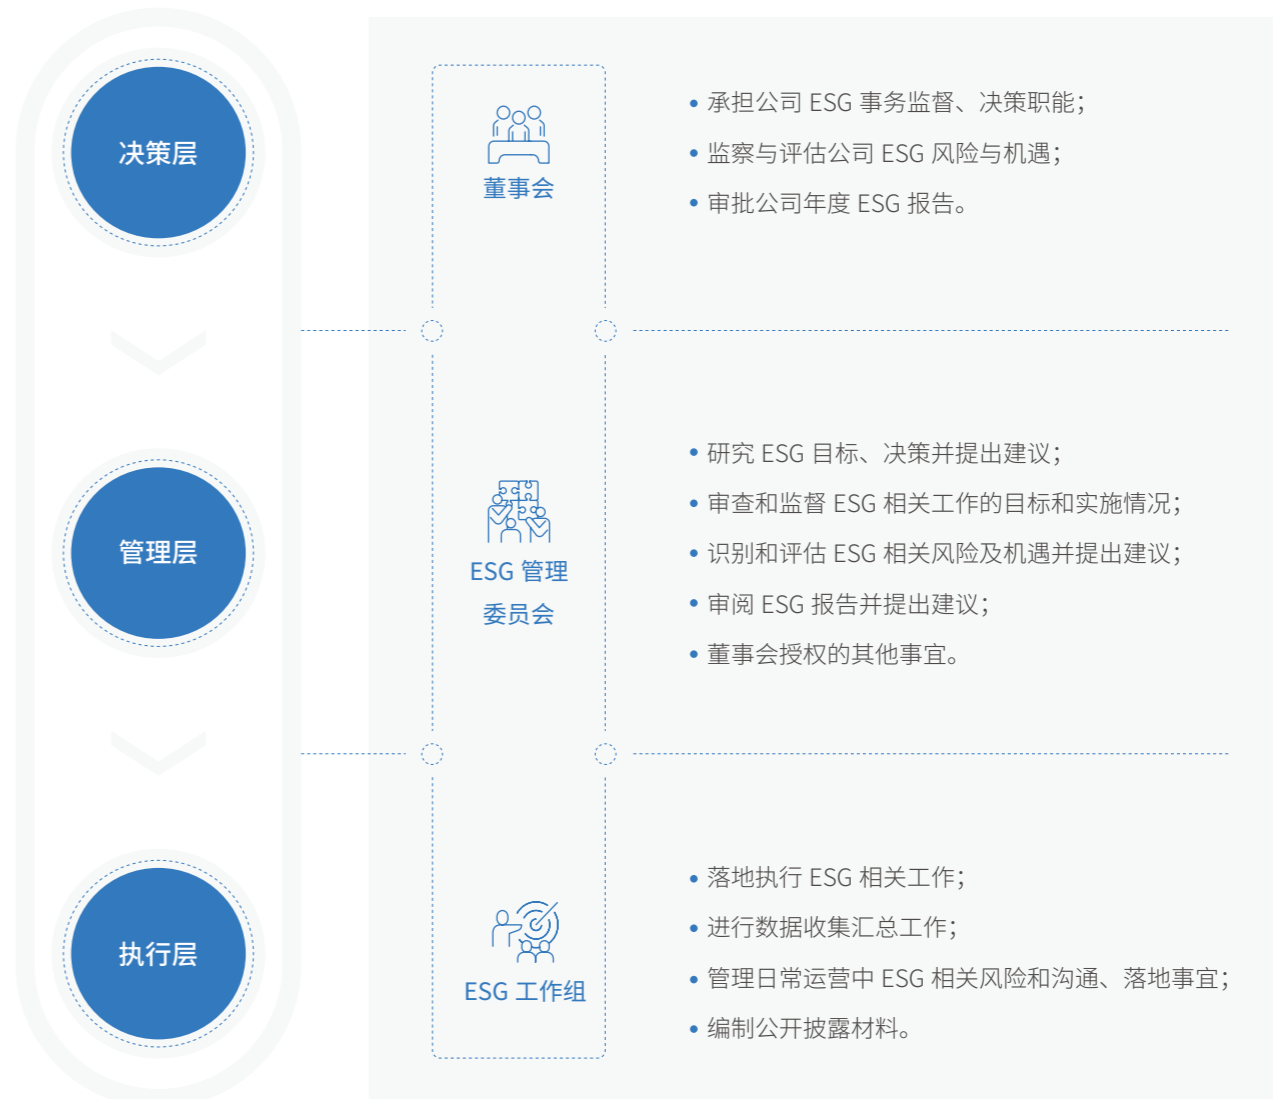 决策层
董事会
承担公司 ESG 事务监督、决策职能；
监察与评估公司 ESG 风险与机遇；
审批公司年度 ESG 报告。
管理层
ESG 管理
委员会
研究 ESG 目标、决策并提出建议；
审查和监督 ESG 相关工作的目标和实施情况；
识别和评估 ESG 相关风险及机遇并提出建议；
审阅 ESG 报告并提出建议；
董事会授权的其他事宜。
执行层
ESG 工作组
落地执行 ESG 相关工作；
进行数据收集汇总工作；
管理日常运营中 ESG 相关风险和沟通、落地事宜；
编制公开披露材料。